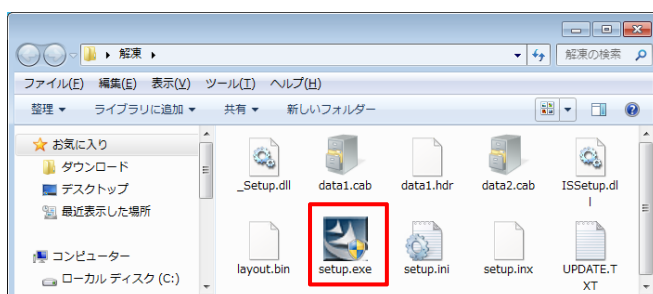 解凍
解凍の検索
ファイル(F) 編集(E) 表示(V) ツール(T) ヘルプ(H)
整理 ライブラリに追加 共有 新しいフォルダー
お気に入り
ダウンロード
デスクトップ
最近表示した場所
コンピューター
ローカル ディスク (C:)
_Setup.dll data1.cab data1.hdr data2.cab ISSetup.dl
l
layout.bin setup.exe setup.ini setup.inx UPDATE.T
XT